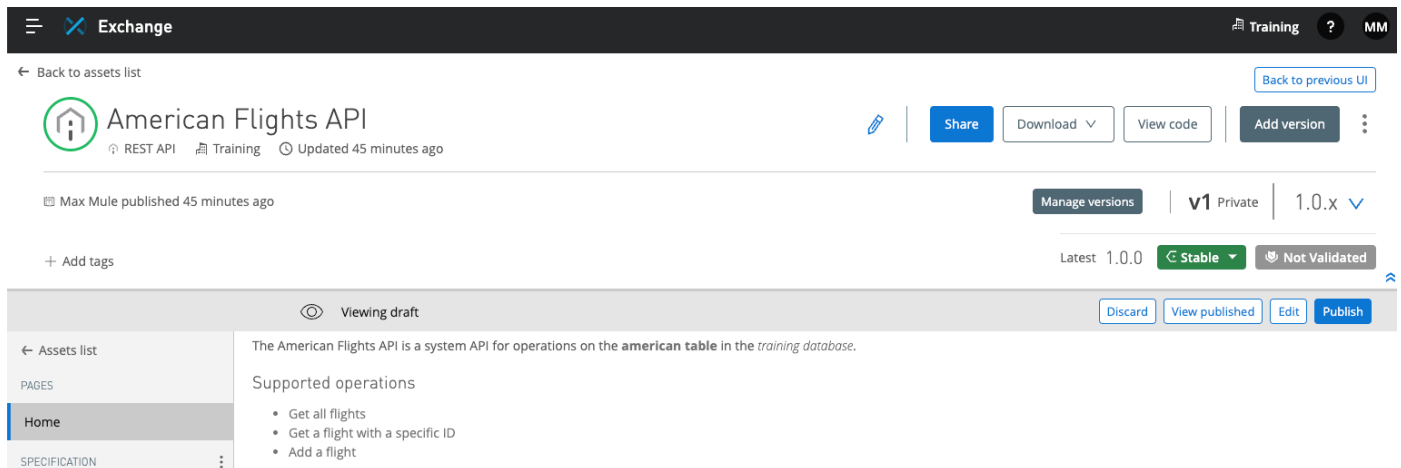 Exchange
Training ? MM
Back to assets list
Back to previous UI
American Flights API
Share Download View code Add version
REST API Training Updated 45 minutes ago
Max Mule published 45 minutes ago
Manage versions v1 Private 1.0.x
Add tags
Latest 1.0.0 Stable Not Validated
Viewing draft
Discard View published Edit Publish
Assets list
PAGES
Home
SPECIFICATION
The American Flights API is a system API for operations on the american table in the training database.
Supported operations
• Get all flights
• Get a flight with a specific ID
• Add a flight